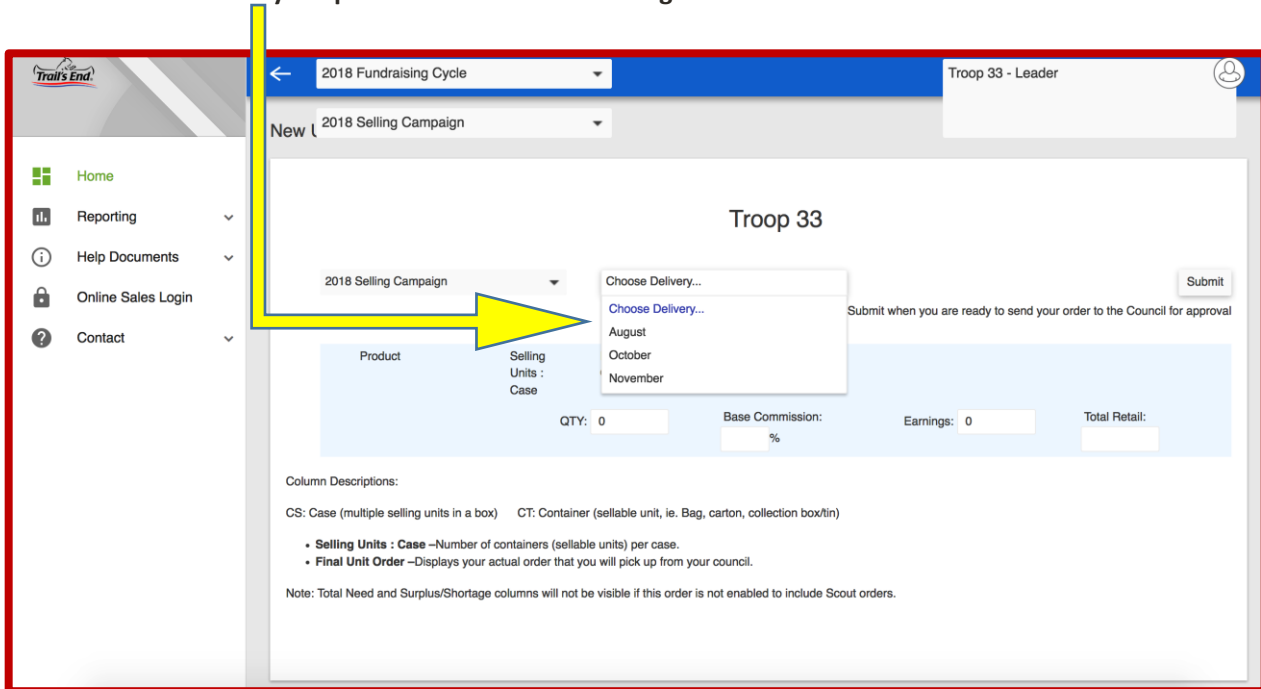 Trail's End
2018 Fundraising Cycle
Troop 33 - Leader
New
2018 Selling Campaign
Home
Reporting
Help Documents
Online Sales Login
Contact
Troop 33
2018 Selling Campaign
Choose Delivery...
Submit
Choose Delivery...
August
October
November
Submit when you are ready to send your order to the Council for approval
Product
Selling
Units :
Case
QTY: 0
Base Commission:
%
Earnings: 0
Total Retail:
Column Descriptions:
CS: Case (multiple selling units in a box) CT: Container (sellable unit, ie. Bag, carton, collection box/tin)
• Selling Units : Case –Number of containers (sellable units) per case.
• Final Unit Order –Displays your actual order that you will pick up from your council.
Note: Total Need and Surplus/Shortage columns will not be visible if this order is not enabled to include Scout orders.